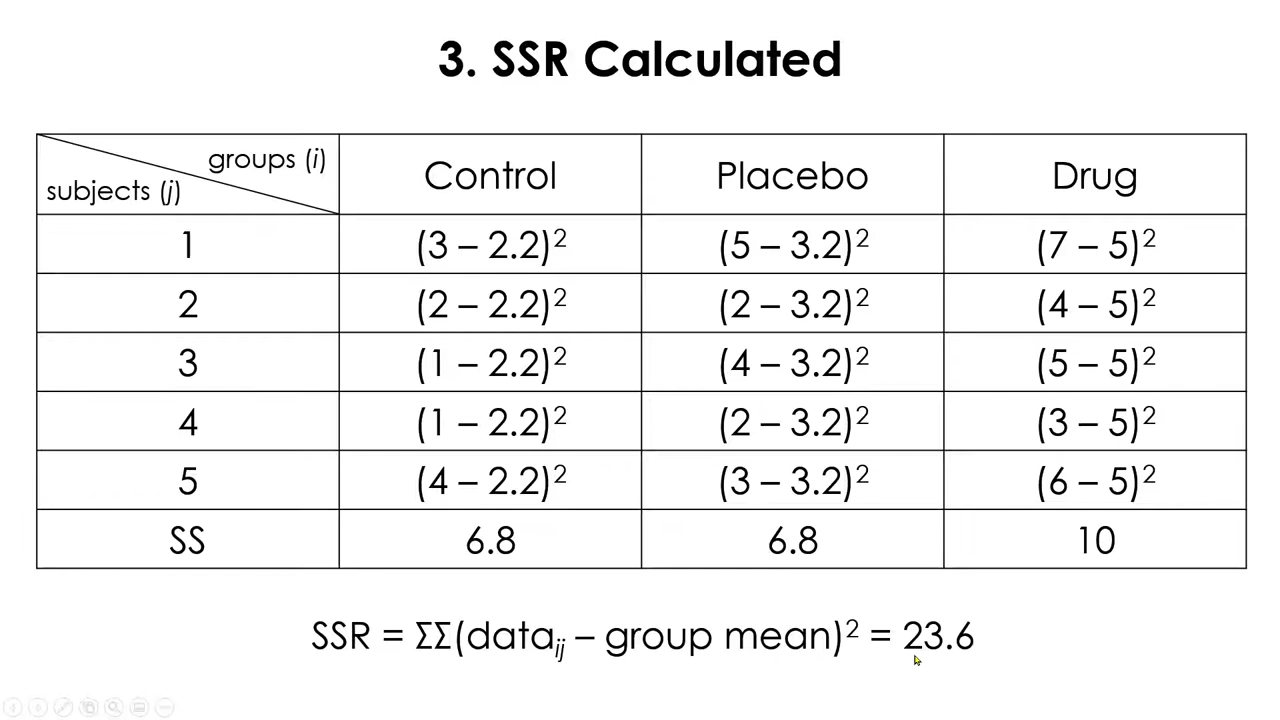 3. SSR Calculated
groups (i)
subjects (j)
Control Placebo Drug
1 (3 – 2.2)² (5 – 3.2)² (7 – 5)²
2 (2 – 2.2)² (2 – 3.2)² (4 – 5)²
3 (1 – 2.2)² (4 – 3.2)² (5 – 5)²
4 (1 – 2.2)² (2 – 3.2)² (3 – 5)²
5 (4 – 2.2)² (3 – 3.2)² (6 – 5)²
SS 6.8 6.8 10
SSR = ΣΣ(dataᵢⱼ – group mean)² = 23.6